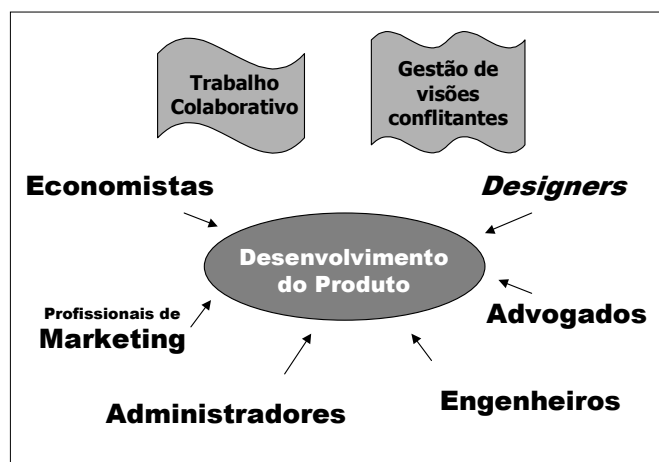 Trabalho
Colaborativo
Gestão de
visões
conflitantes
Economistas
Designers
Desenvolvimento
do Produto
Profissionais de
Marketing
Advogados
Administradores
Engenheiros